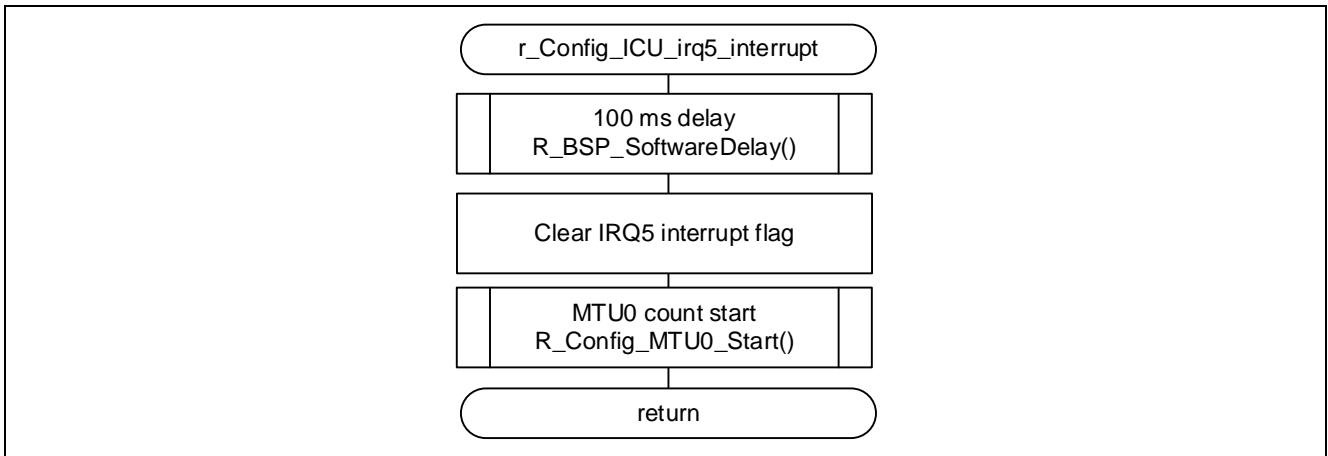 r_Config_ICU_irq5_interrupt
100 ms delay
R_BSP_SoftwareDelay()
Clear IRQ5 interrupt flag
MTU0 count start
R_Config_MTU0_Start()
return